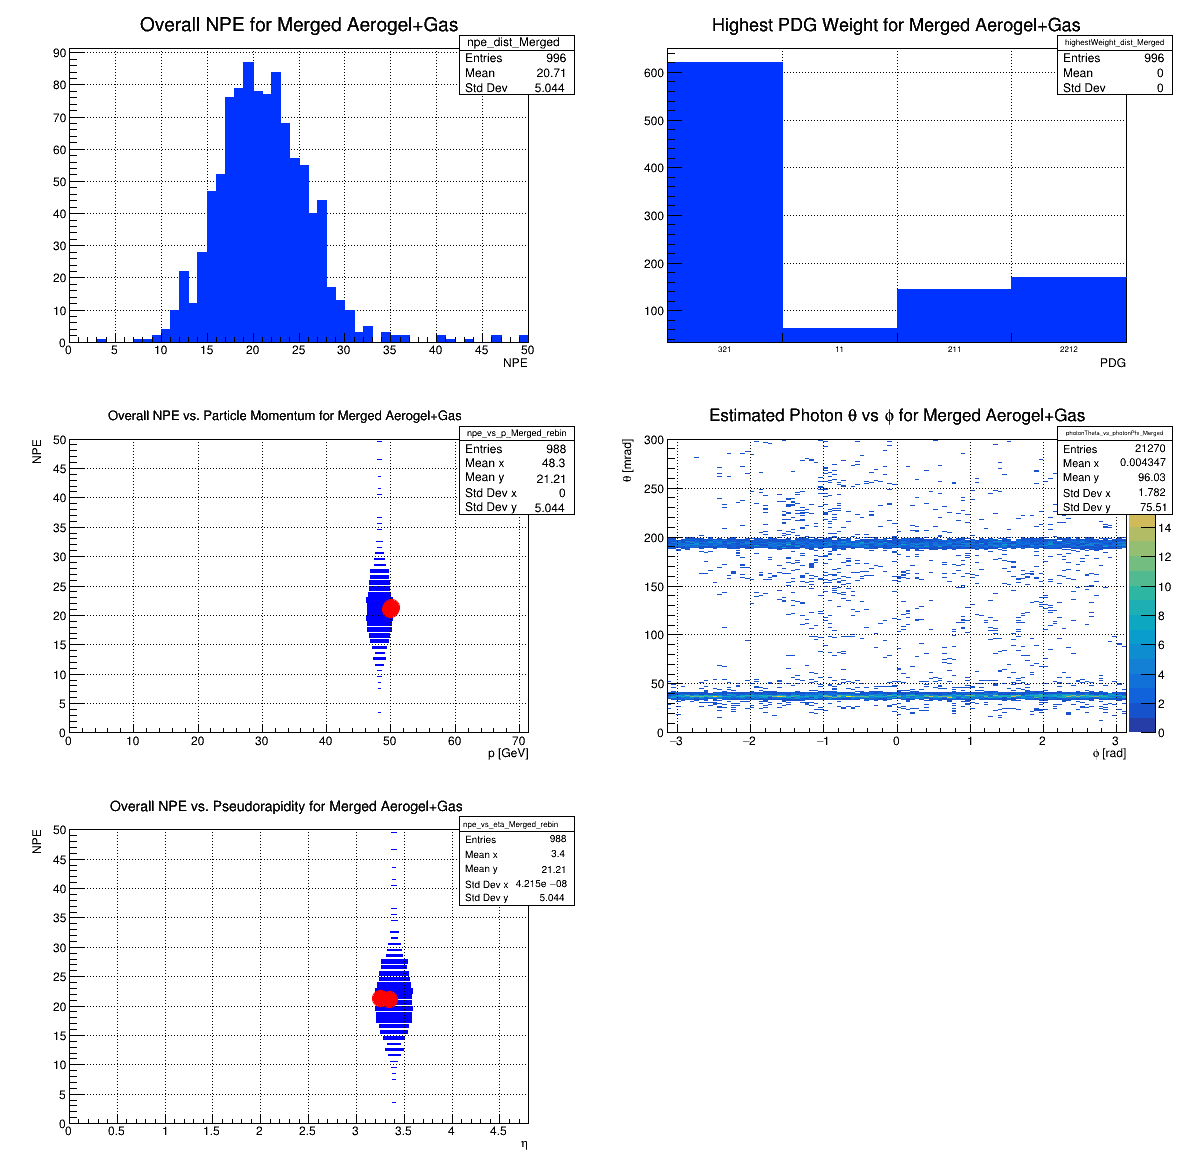 Overall NPE for Merged Aerogel+Gas
npe_dist_Merged
Entries 996
Mean 20.71
Std Dev 5.044
90
80
70
60
50
40
30
20
10
0
0 5 10 15 20 25 30 35 40 45 50
NPE
Highest PDG Weight for Merged Aerogel+Gas
highestWeight_dist_Merged
Entries 996
Mean 0
Std Dev 0
600
500
400
300
200
100
321 11 211 2212
PDG
Overall NPE vs. Particle Momentum for Merged Aerogel+Gas
npe_vs_p_Merged_rebin
Entries 988
Mean x 48.3
Mean y 21.21
Std Dev x 0
Std Dev y 5.044
NPE
50
45
40
35
30
25
20
15
10
5
0
0 10 20 30 40 50 60 70
p [GeV]
Estimated Photon θ vs ϕ for Merged Aerogel+Gas
photonTheta_vs_photonPhi_Merged
Entries 21270
Mean x 0.004347
Mean y 96.03
Std Dev x 1.782
Std Dev y 75.51
θ [mrad]
300
250
200
150
100
50
0
−3 −2 −1 0 1 2 3
ϕ [rad]
14
12
10
8
6
4
2
0
Overall NPE vs. Pseudorapidity for Merged Aerogel+Gas
npe_vs_eta_Merged_rebin
Entries 988
Mean x 3.4
Mean y 21.21
Std Dev x 4.215e −08
Std Dev y 5.044
NPE
50
45
40
35
30
25
20
15
10
5
0
0 0.5 1 1.5 2 2.5 3 3.5 4 4.5
η